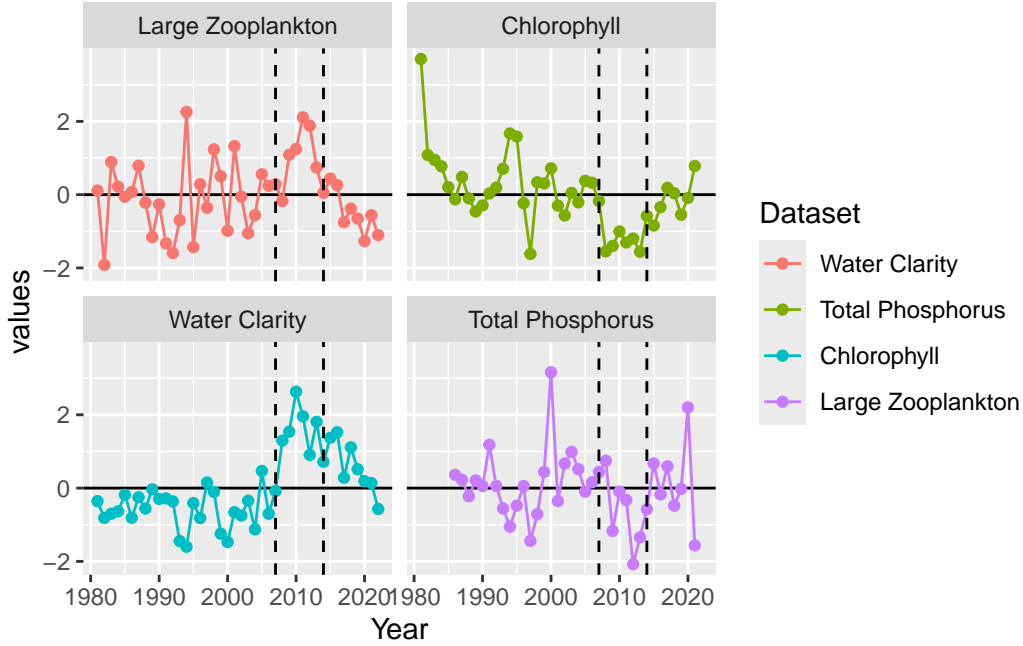 Large Zooplankton
Chlorophyll
2
0
−2
Water Clarity
Total Phosphorus
2
0
−2
1980
1990
2000
2010
2020
1980
1990
2000
2010
2020
Year
values
Dataset
Water Clarity
Total Phosphorus
Chlorophyll
Large Zooplankton